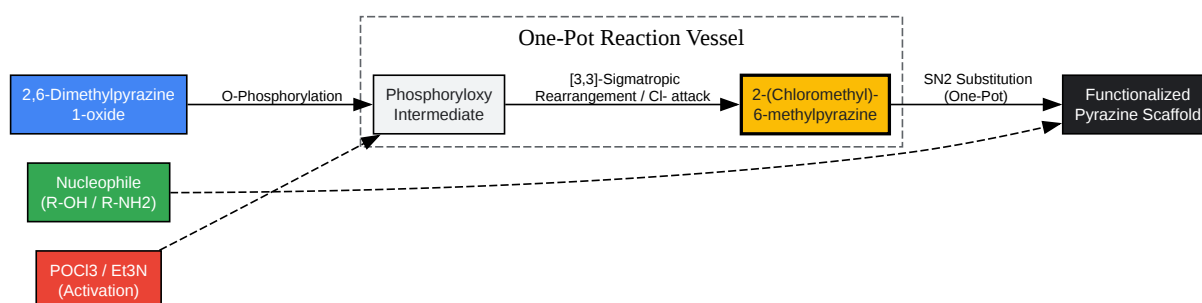 One-Pot Reaction Vessel
2,6-Dimethylpyrazine
1-oxide
O-Phosphorylation
Phosphoryloxy
Intermediate
[3,3]-Sigmatropic
Rearrangement / Cl- attack
2-(Chloromethyl)-
6-methylpyrazine
SN2 Substitution
(One-Pot)
Functionalized
Pyrazine Scaffold
Nucleophile
(R-OH / R-NH2)
POCl3 / Et3N
(Activation)